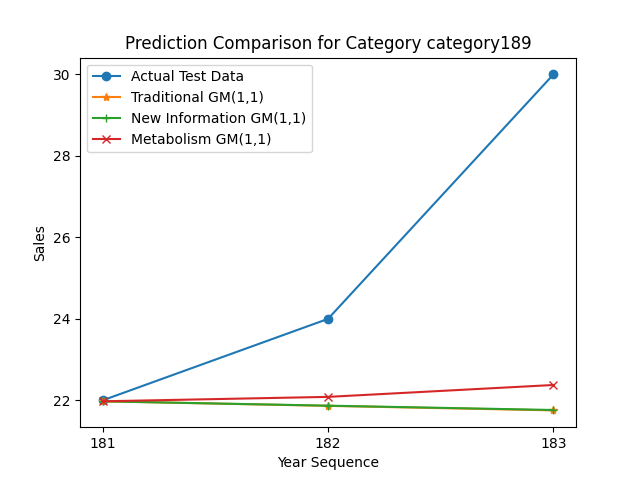 Prediction Comparison for Category category189
Actual Test Data
Traditional GM(1,1)
New Information GM(1,1)
Metabolism GM(1,1)
Sales
30
28
26
24
22
181
182
183
Year Sequence